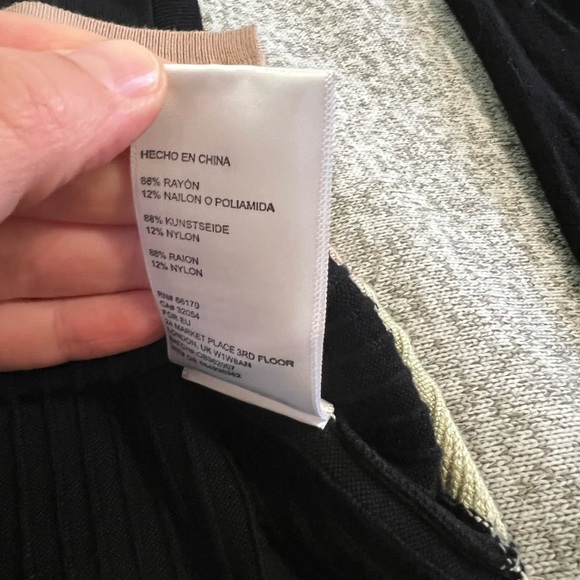 HECHO EN CHINA
88% RAYÓN
12% NAILON O POLIAMIDA
88% KUNSTSEIDE
12% NYLON
88% RAION
12% NYLON
RN# 66170
CA# 32054
FOR EU
MARKET PLACE 3RD FLOOR
LONDON, UK W1W8AN